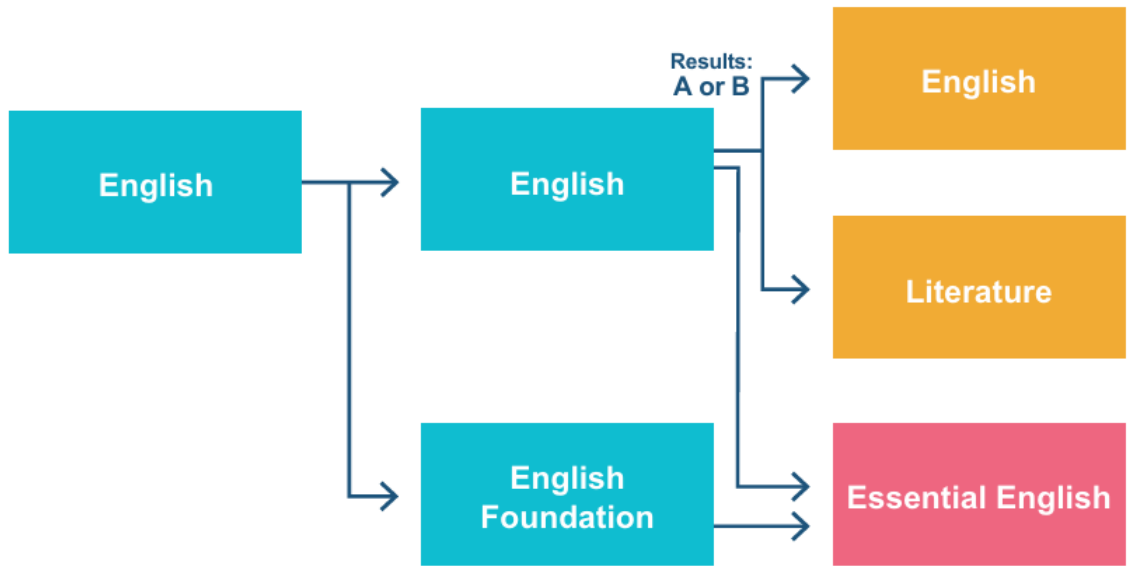 English
English
English
Foundation
Results:
A or B
English
Literature
Essential English